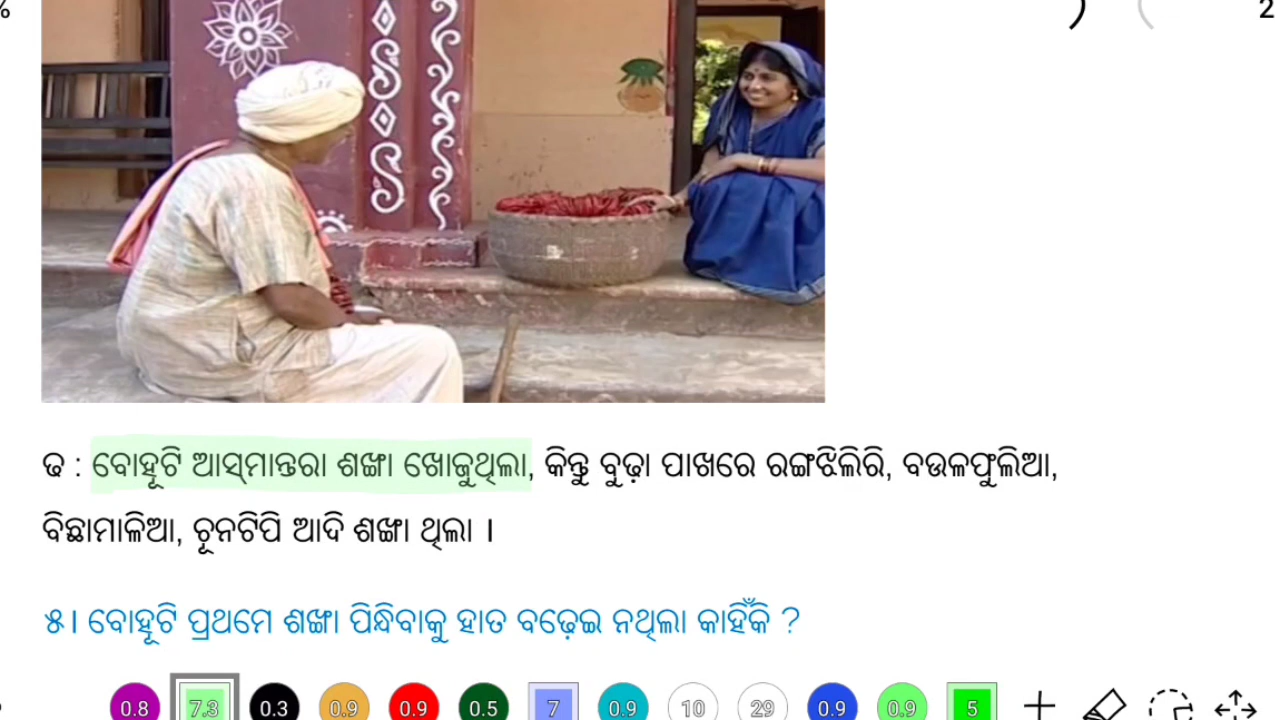 %
2
ଢ : ବୋହୂଟି ଆସ୍ମାନ୍ତରା ଶଙ୍ଖା ଖୋଜୁଥିଲା, କିନ୍ତୁ ବୁଢ଼ା ପାଖରେ ରଙ୍ଗଝିଲିରି, ବଉଳଫୁଲିଆ,
ବିଛାମାଳିଆ, ଚୂନଟିପି ଆଦି ଶଙ୍ଖା ଥିଲା ।
୫। ବୋହୂଟି ପ୍ରଥମେ ଶଙ୍ଖା ପିନ୍ଧିବାକୁ ହାତ ବଢ଼େଇ ନଥିଲା କାହିଁକି ?
0.8 7.3 0.3 0.9 0.9 0.5 7 0.9 10 29 0.9 0.9 5